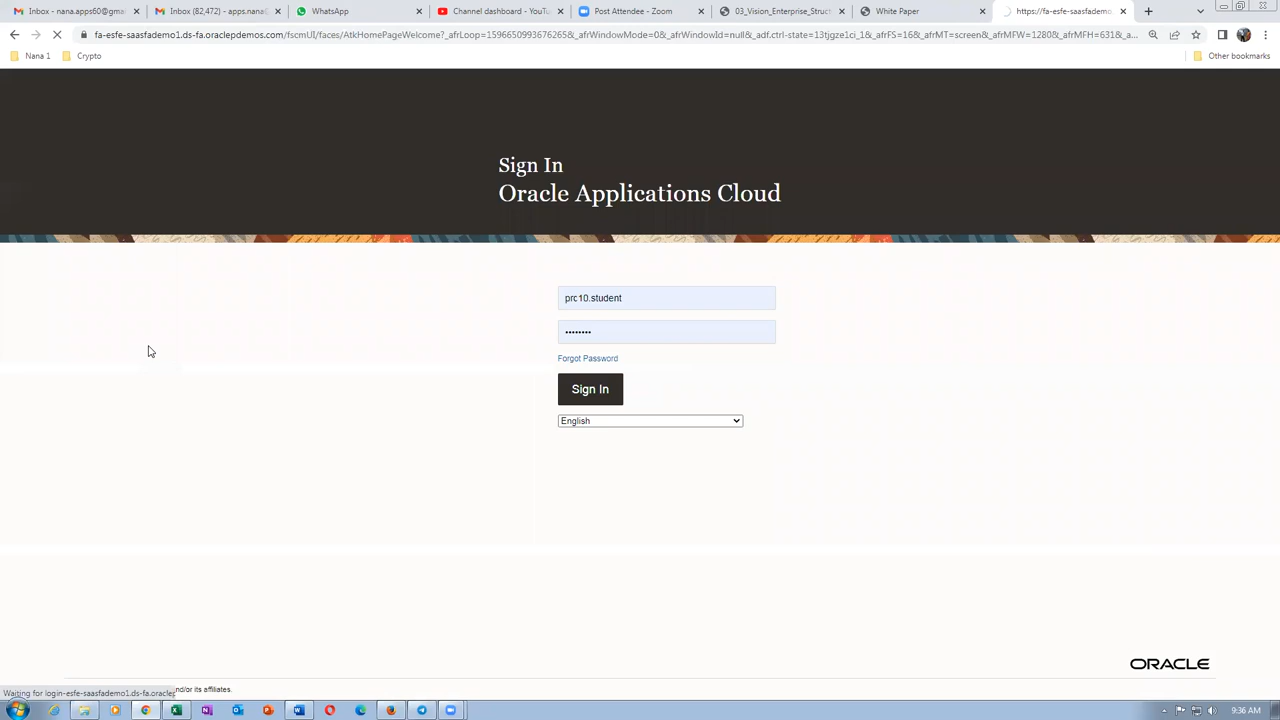 Inbox - nana.apps60@gma
Inbox (82,472) - apps.nana@
WhatsApp
Channel dashboard - YouTu
Post Attendee - Zoom
03_Vision_Enterprise_Struct
White Paper
https://fa-esfe-saasfademo
fa-esfe-saasfademo1.ds-fa.oraclepdemos.com/fscmUI/faces/AtkHomePageWelcome?_afrLoop=15966509936762656&_afrWindowMode=0&_afrWindowId=null&_adf.ctrl-state=13tjgze1ci_1&_afrFS=16&_afrMT=screen&_afrMFW=1280&_afrMFH=631&_a...
Nana 1
Crypto
Other bookmarks
Sign In
Oracle Applications Cloud
prc10.student
••••••••
Forgot Password
Sign In
English
ORACLE
Waiting for login-esfe-saasfademo1.ds-fa.oraclep
nd/or its affiliates.
9:36 AM